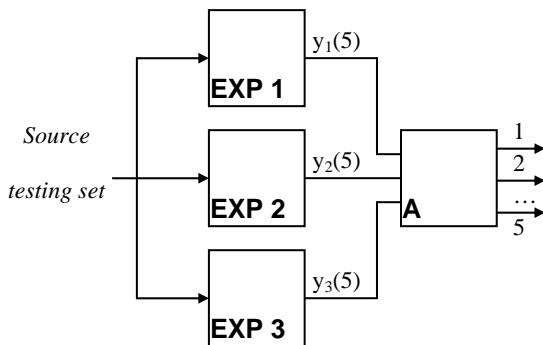 y₁(5)
EXP 1
Source
testing set
y₂(5)
EXP 2
A
1
2
...
5
y₃(5)
EXP 3